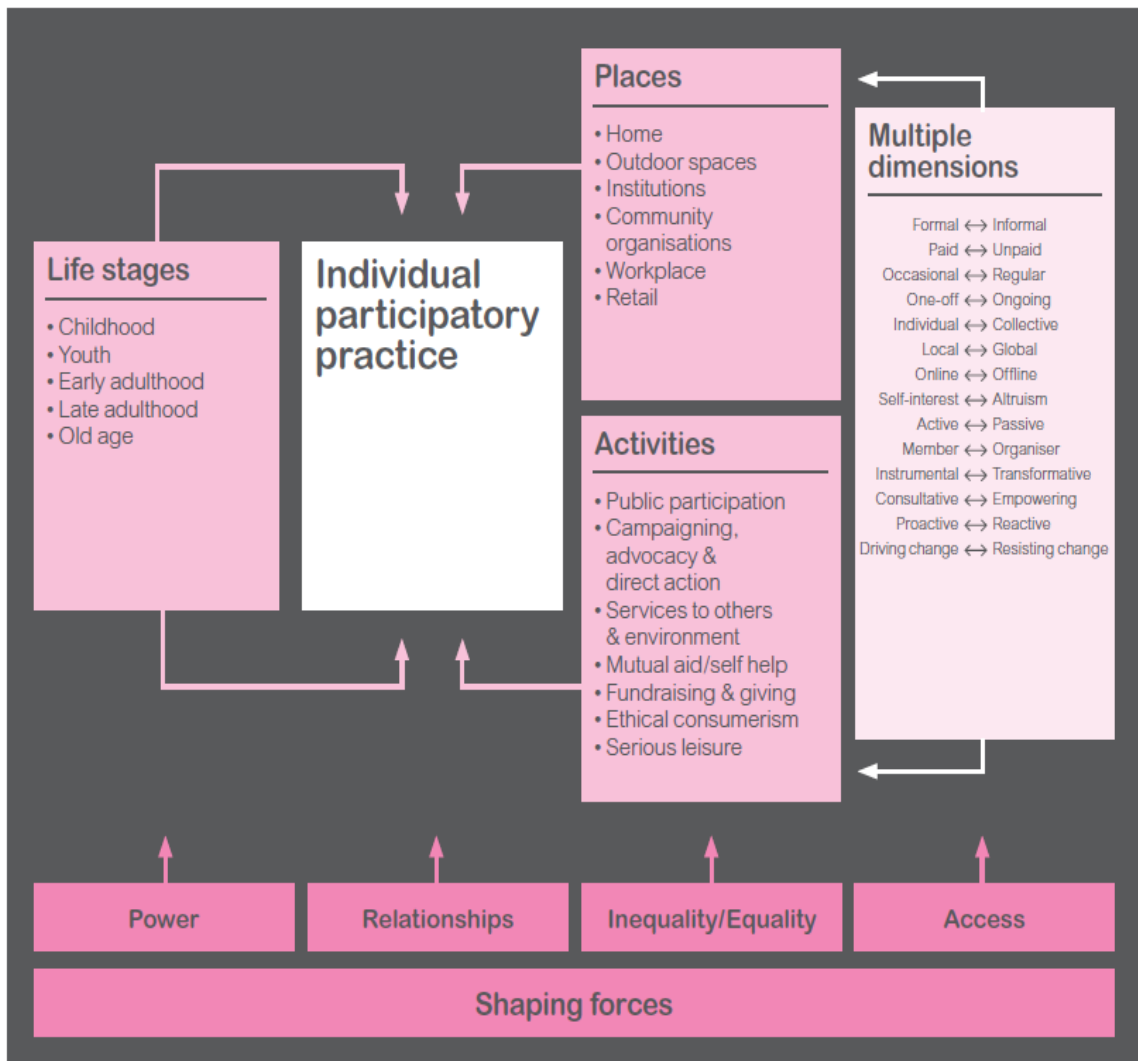 Places
• Home
• Outdoor spaces
• Institutions
• Community
organisations
• Workplace
• Retail
Multiple
dimensions
Formal ↔ Informal
Paid ↔ Unpaid
Occasional ↔ Regular
One-off ↔ Ongoing
Individual ↔ Collective
Local ↔ Global
Online ↔ Offline
Self-interest ↔ Altruism
Active ↔ Passive
Member ↔ Organiser
Instrumental ↔ Transformative
Consultative ↔ Empowering
Proactive ↔ Reactive
Driving change ↔ Resisting change
Life stages
• Childhood
• Youth
• Early adulthood
• Late adulthood
• Old age
Individual
participatory
practice
Activities
• Public participation
• Campaigning,
advocacy &
direct action
• Services to others
& environment
• Mutual aid/self help
• Fundraising & giving
• Ethical consumerism
• Serious leisure
Power
Relationships
Inequality/Equality
Access
Shaping forces